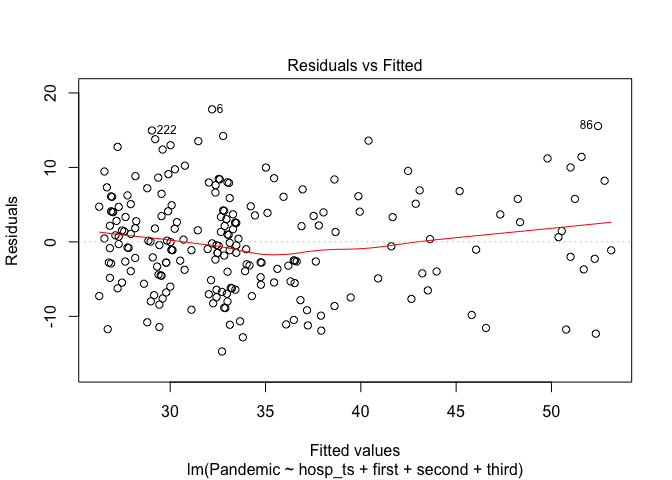 Residuals vs Fitted
Residuals
20
10
0
-10
6
222
86
30 35 40 45 50
Fitted values
lm(Pandemic ~ hosp_ts + first + second + third)